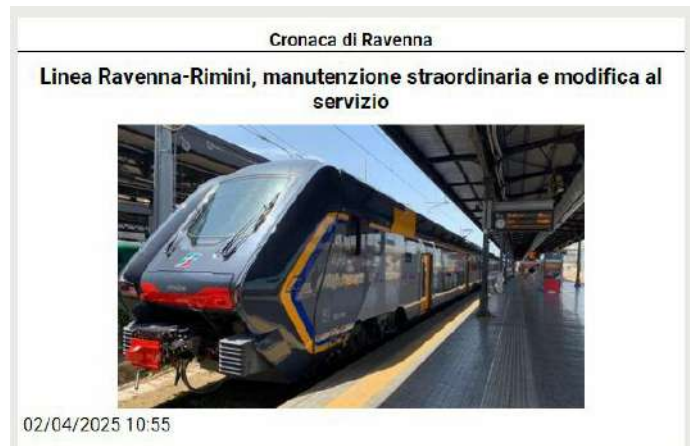 Cronaca di Ravenna
Linea Ravenna-Rimini, manutenzione straordinaria e modifica al
servizio
02/04/2025 10:55